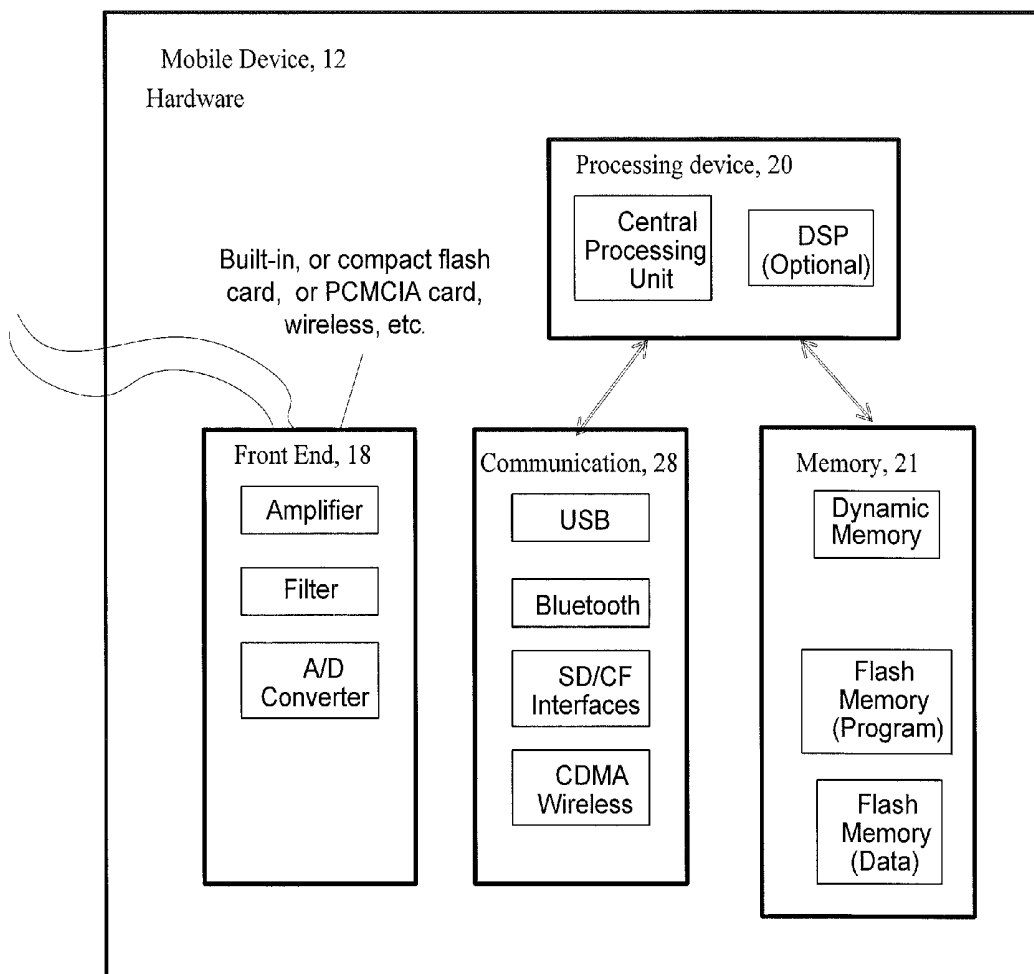 Mobile Device, 12
Hardware
Processing device, 20
Central
Processing
Unit
DSP
(Optional)
Built-in, or compact flash
card, or PCMCIA card,
wireless, etc.
Front End, 18
Amplifier
Filter
A/D
Converter
Communication, 28
USB
Bluetooth
SD/CF
Interfaces
CDMA
Wireless
Memory, 21
Dynamic
Memory
Flash
Memory
(Program)
Flash
Memory
(Data)